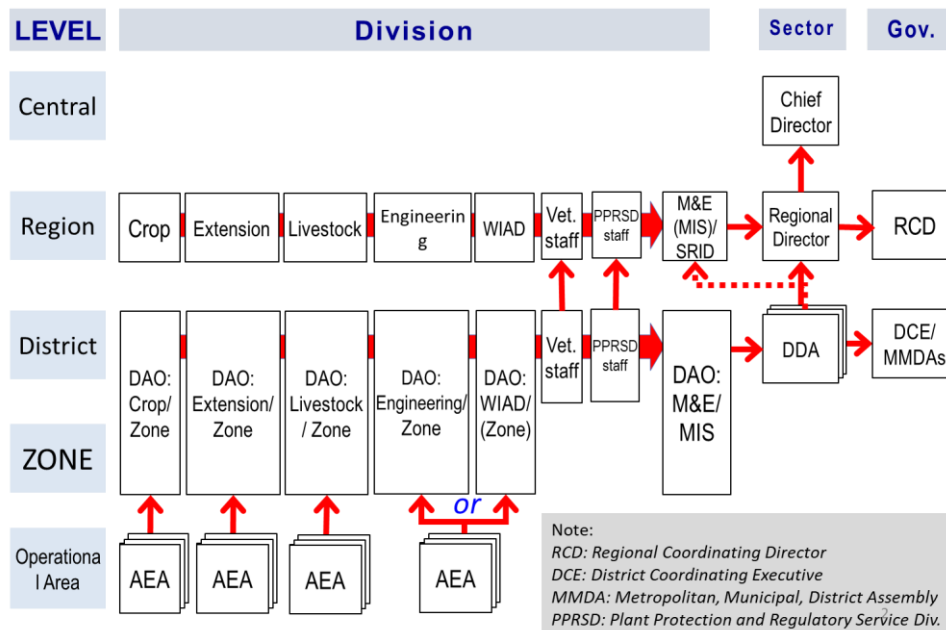 LEVEL
Division
Sector
Gov.
Central
Chief
Director
Region
Crop
Extension
Livestock
Engineerin
g
WIAD
Vet.
staff
PPRSD
staff
M&E
(MIS)/
SRID
Regional
Director
RCD
District
ZONE
DAO:
Crop/
Zone
DAO:
Extension/
Zone
DAO:
Livestock
/ Zone
DAO:
Engineering/
Zone
DAO:
WIAD/
(Zone)
Vet.
staff
PPRSD
staff
DAO:
M&E/
MIS
DDA
DCE/
MMDAs
or
Operationa
l Area
AEA
AEA
AEA
AEA
Note:
RCD: Regional Coordinating Director
DCE: District Coordinating Executive
MMDA: Metropolitan, Municipal, District Assembly
2
PPRSD: Plant Protection and Regulatory Service Div.